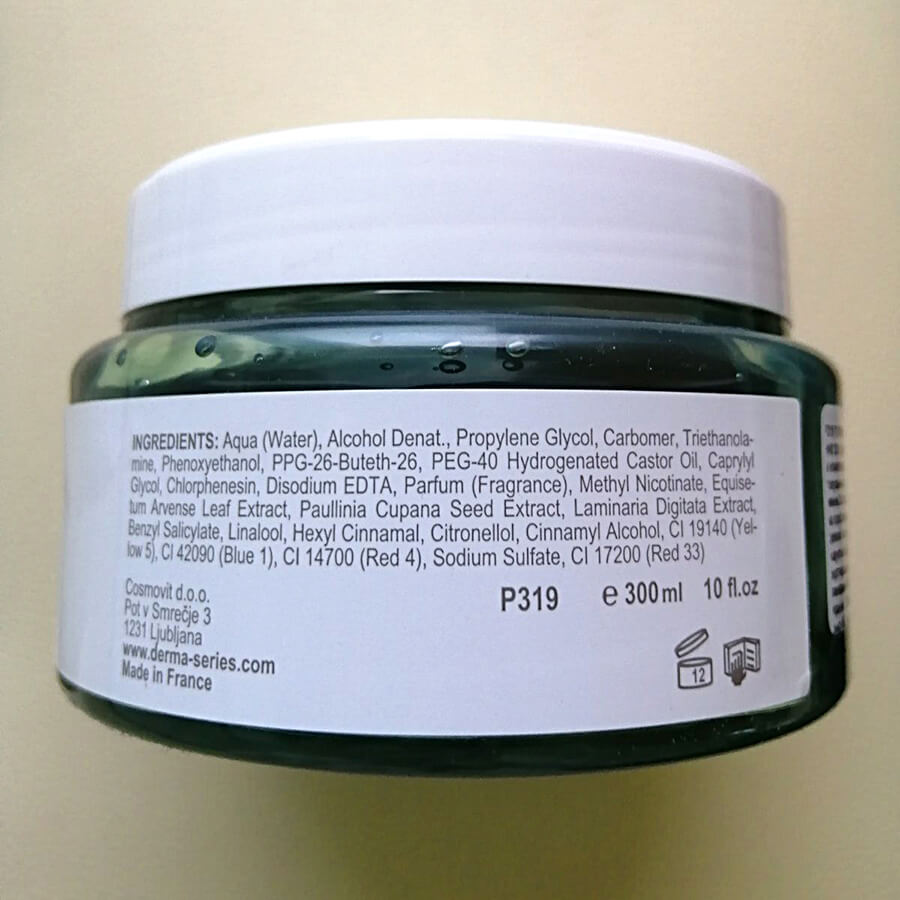 INGREDIENTS: Aqua (Water), Alcohol Denat., Propylene Glycol, Carbomer, Triethanola-
mine, Phenoxyethanol, PPG-26-Buteth-26, PEG-40 Hydrogenated Castor Oil, Caprylyl
Glycol, Chlorphenesin, Disodium EDTA, Parfum (Fragrance), Methyl Nicotinate, Equise-
tum Arvense Leaf Extract, Paullinia Cupana Seed Extract, Laminaria Digitata Extract,
Benzyl Salicylate, Linalool, Hexyl Cinnamal, Citronellol, Cinnamyl Alcohol, CI 19140 (Yel-
low 5), CI 42090 (Blue 1), CI 14700 (Red 4), Sodium Sulfate, CI 17200 (Red 33)
Cosmovit d.o.o.
Pot v Smrečje 3
1231 Ljubljana
www.derma-series.com
Made in France
P319 ℮ 300 ml 10 fl.oz
12